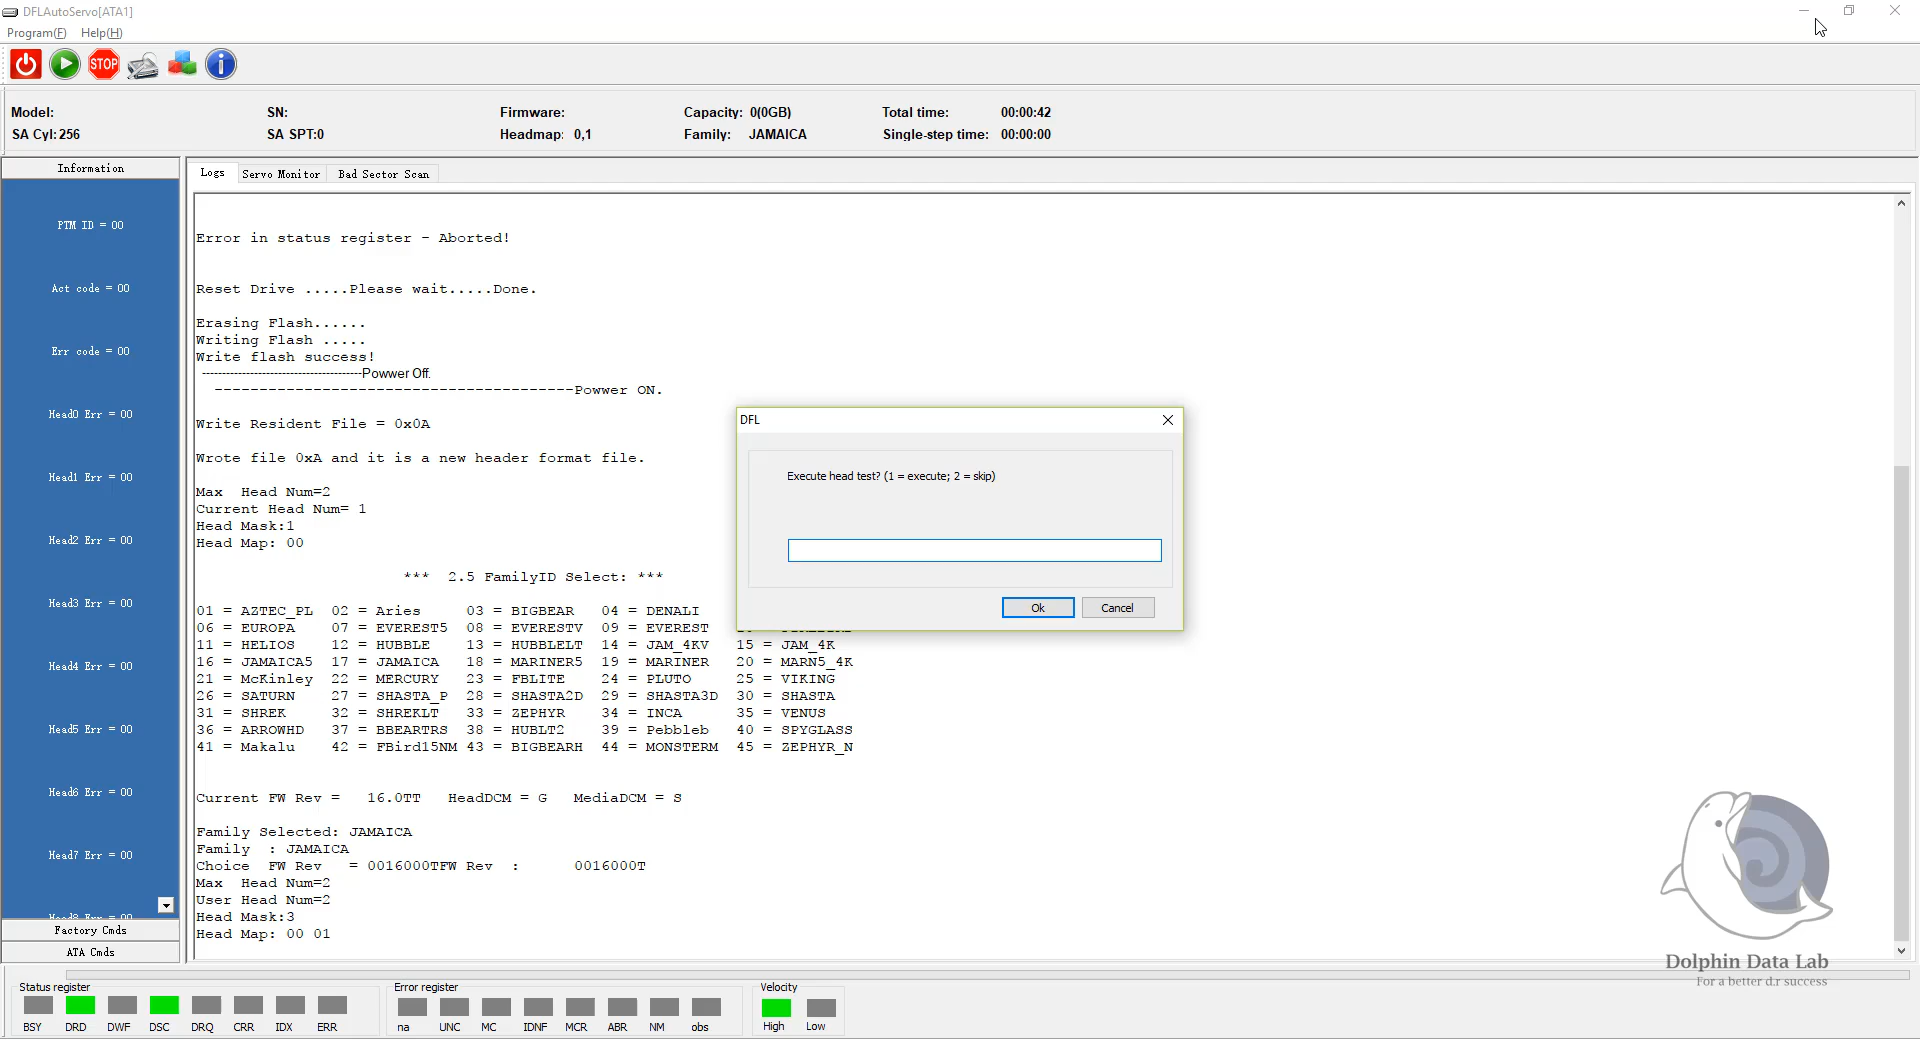 DFLAutoServo[ATA1]
Program(F) Help(H)
STOP
Model: SN: Firmware: Capacity: 0(0GB) Total time: 00:00:42
SA Cyl: 256 SA SPT:0 Headmap: 0,1 Family: JAMAICA Single-step time: 00:00:00
Information
PTM ID = 00
Act code = 00
Err code = 00
Head0 Err = 00
Head1 Err = 00
Head2 Err = 00
Head3 Err = 00
Head4 Err = 00
Head5 Err = 00
Head6 Err = 00
Head7 Err = 00
Head8 Err = 00
Factory Cmds
ATA Cmds
Logs Servo Monitor Bad Sector Scan
Error in status register - Aborted!
Reset Drive .....Please wait.....Done.
Erasing Flash......
Writing Flash .....
Write flash success!
----------------------------------------Powwer Off.
----------------------------------------Powwer ON.
Write Resident File = 0x0A
Wrote file 0xA and it is a new header format file.
Max Head Num=2
Current Head Num= 1
Head Mask:1
Head Map: 00
*** 2.5 FamilyID Select: ***
01 = AZTEC_PL 02 = Aries 03 = BIGBEAR 04 = DENALI
06 = EUROPA 07 = EVEREST5 08 = EVERESTV 09 = EVEREST
11 = HELIOS 12 = HUBBLE 13 = HUBBLELT 14 = JAM_4KV 15 = JAM_4K
16 = JAMAICA5 17 = JAMAICA 18 = MARINER5 19 = MARINER 20 = MARN5_4K
21 = McKinley 22 = MERCURY 23 = FBLITE 24 = PLUTO 25 = VIKING
26 = SATURN 27 = SHASTA_P 28 = SHASTA2D 29 = SHASTA3D 30 = SHASTA
31 = SHREK 32 = SHREKLT 33 = ZEPHYR 34 = INCA 35 = VENUS
36 = ARROWHD 37 = BBEARTRS 38 = HUBLT2 39 = Pebbleb 40 = SPYGLASS
41 = Makalu 42 = FBird15NM 43 = BIGBEARH 44 = MONSTERM 45 = ZEPHYR_N
Current FW Rev = 16.0TT HeadDCM = G MediaDCM = S
Family Selected: JAMAICA
Family : JAMAICA
Choice FW Rev = 0016000TFW Rev : 0016000T
Max Head Num=2
User Head Num=2
Head Mask:3
Head Map: 00 01
DFL
Execute head test? (1 = execute; 2 = skip)
Ok Cancel
Dolphin Data Lab
For a better d.r success
Status register
BSY DRD DWF DSC DRQ CRR IDX ERR
Error register
na UNC MC IDNF MCR ABR NM obs
Velocity
High Low